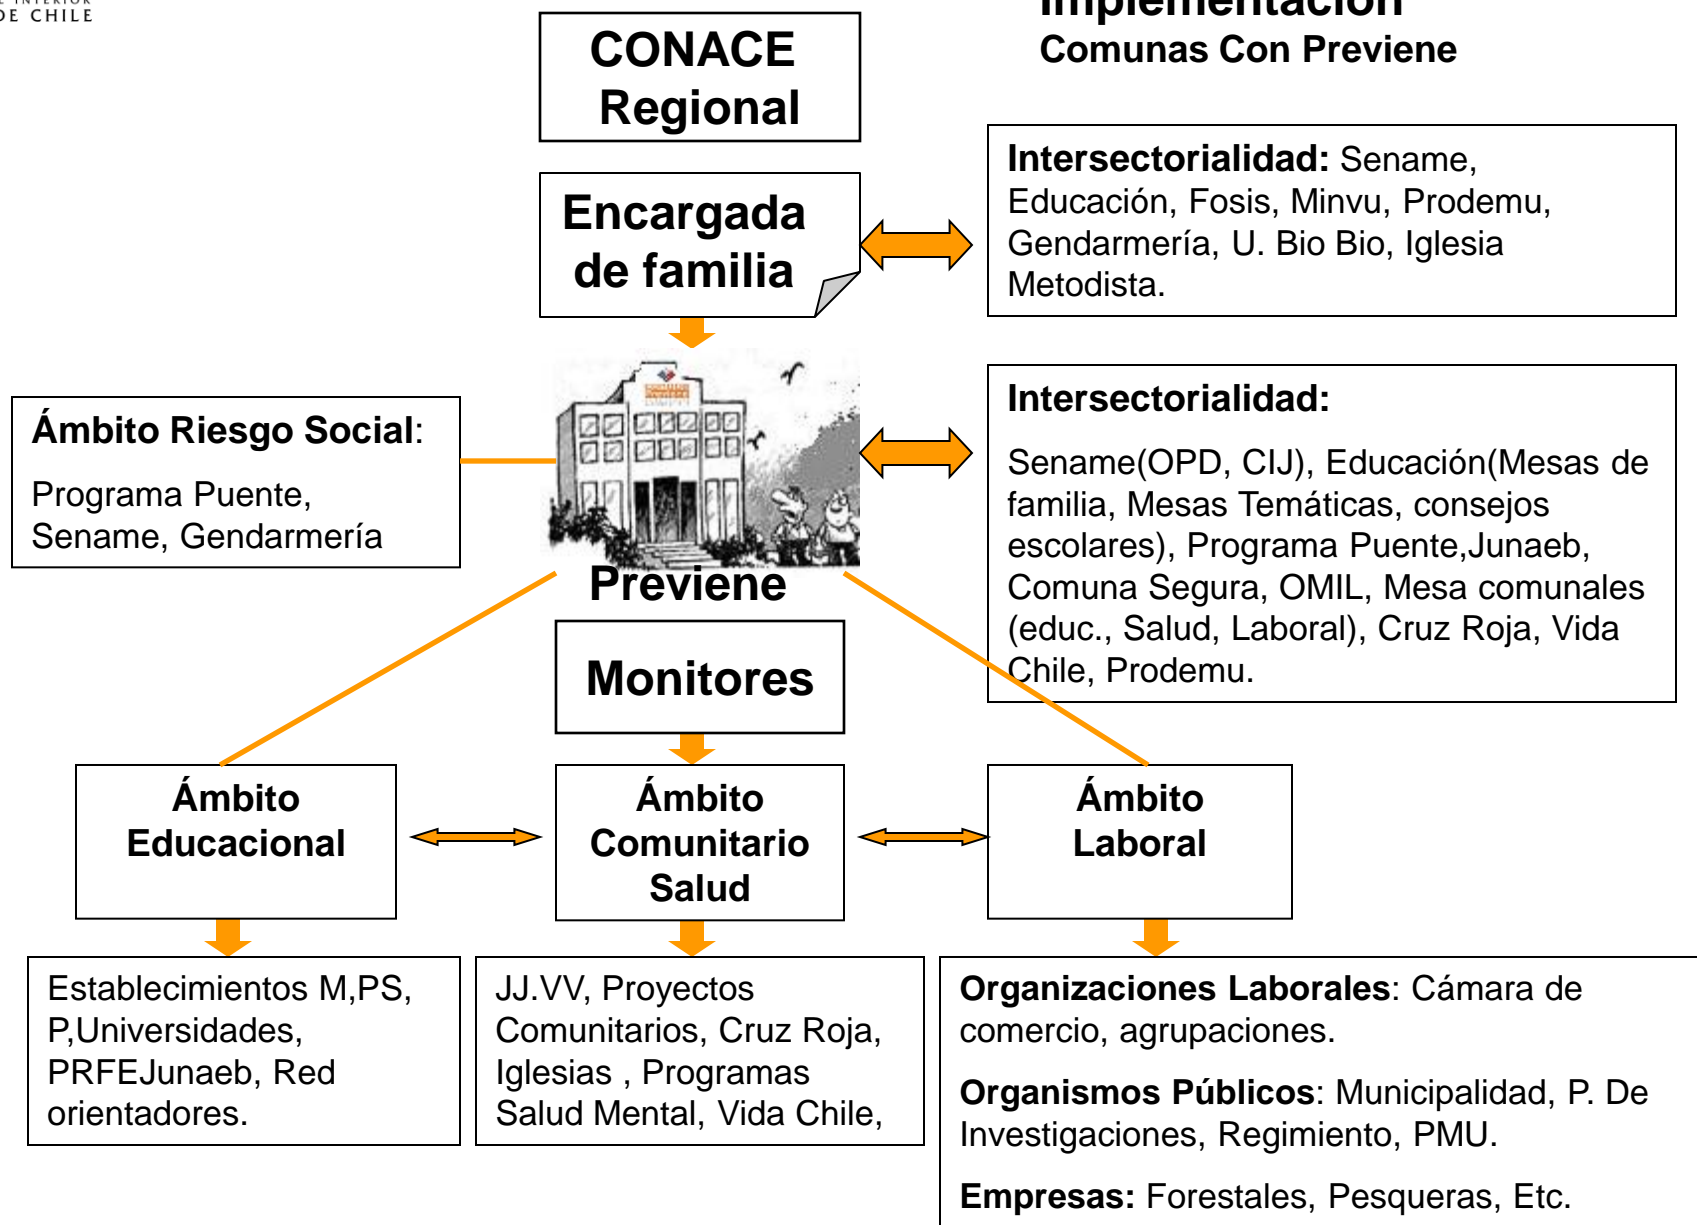 DE CHILE
Implementación
Comunas Con Previene
CONACE
Regional
Encargada
de familia
Intersectorialidad: Sename,
Educación, Fosis, Minvu, Prodemu,
Gendarmería, U. Bio Bio, Iglesia
Metodista.
Ámbito Riesgo Social:
Programa Puente,
Sename, Gendarmería
Previene
Intersectorialidad:
Sename(OPD, CIJ), Educación(Mesas de
familia, Mesas Temáticas, consejos
escolares), Programa Puente,Junaeb,
Comuna Segura, OMIL, Mesa comunales
(educ., Salud, Laboral), Cruz Roja, Vida
Chile, Prodemu.
Monitores
Ámbito
Educacional
Ámbito
Comunitario
Salud
Ámbito
Laboral
Establecimientos M,PS,
P,Universidades,
PRFEJunaeb, Red
orientadores.
JJ.VV, Proyectos
Comunitarios, Cruz Roja,
Iglesias , Programas
Salud Mental, Vida Chile,
Organizaciones Laborales: Cámara de
comercio, agrupaciones.
Organismos Públicos: Municipalidad, P. De
Investigaciones, Regimiento, PMU.
Empresas: Forestales, Pesqueras, Etc.